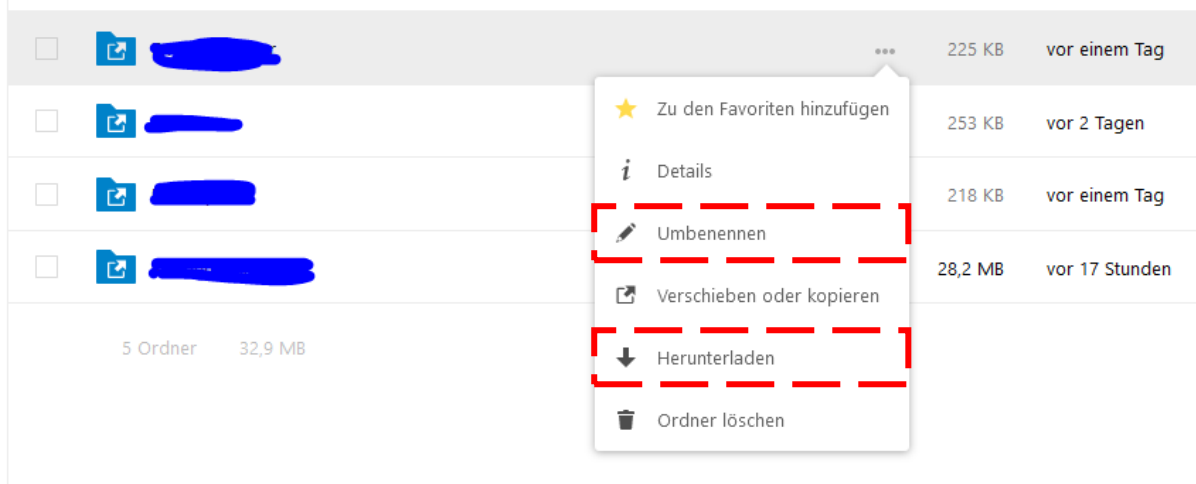 225 KB vor einem Tag
Zu den Favoriten hinzufügen
253 KB vor 2 Tagen
Details
218 KB vor einem Tag
Umbenennen
28,2 MB vor 17 Stunden
Verschieben oder kopieren
5 Ordner 32,9 MB
Herunterladen
Ordner löschen